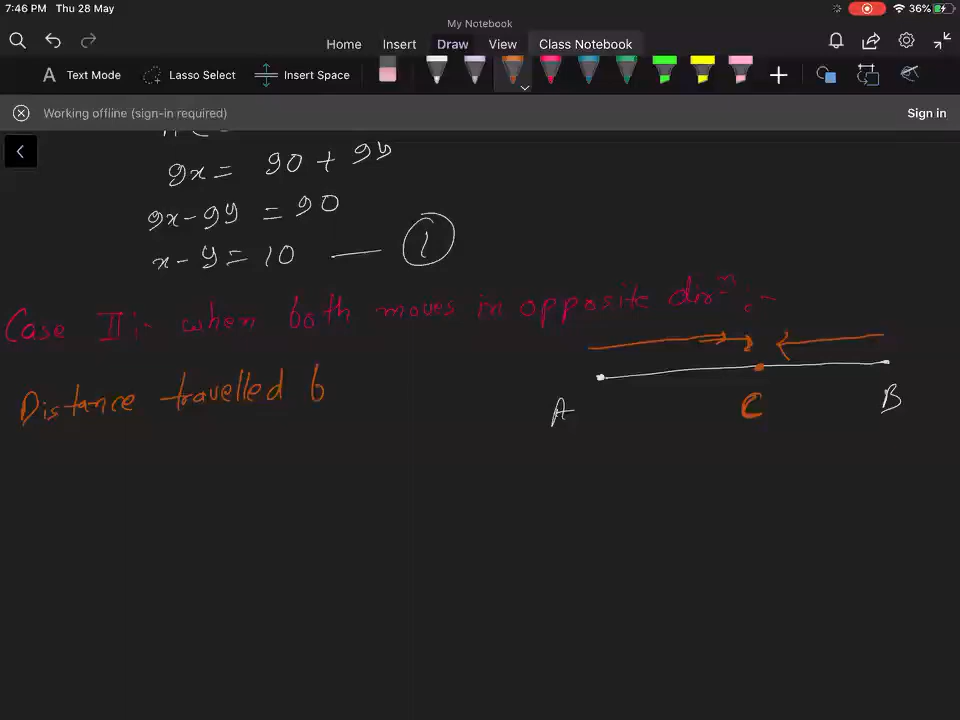 7:46 PM Thu 28 May
36%
My Notebook
Home Insert Draw View Class Notebook
A Text Mode Lasso Select Insert Space
Working offline (sign-in required) Sign in
9x = 90 + 9y
9x - 9y = 90
x - y = 10 — 1
Case II :- when both moves in opposite dirⁿ :-
Distance travelled b
A C B